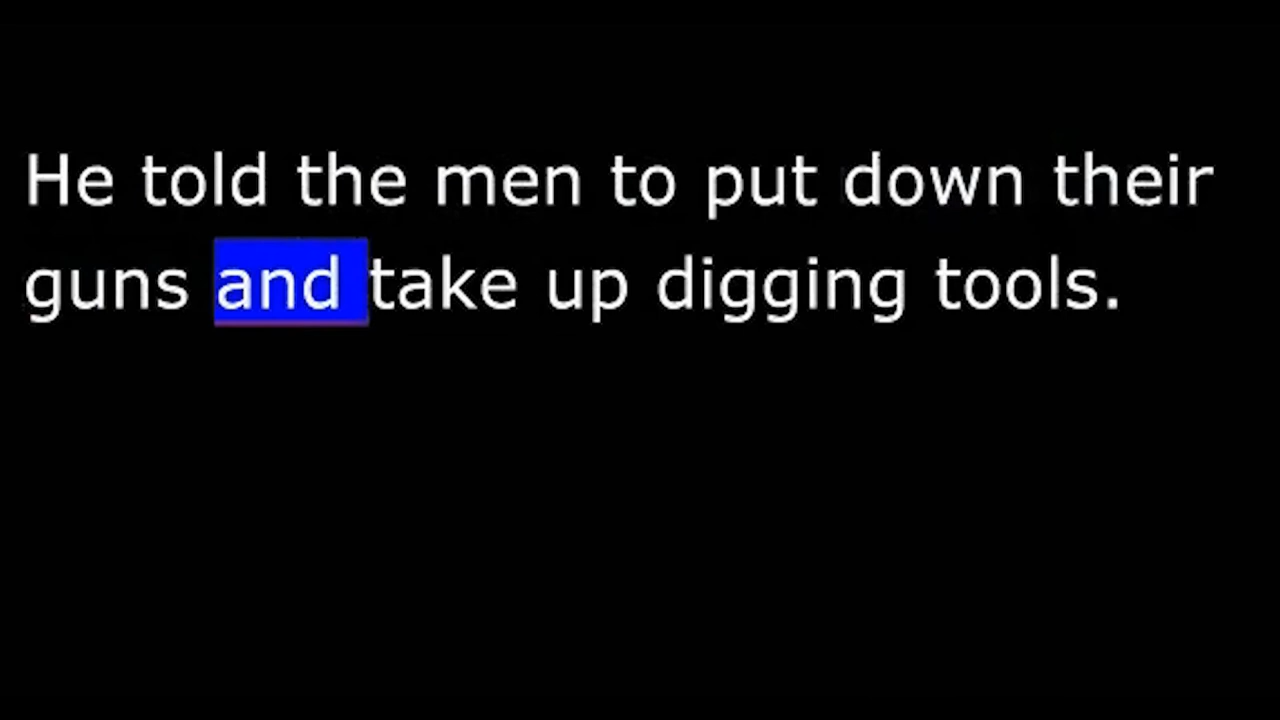 He told the men to put down their
guns and take up digging tools.